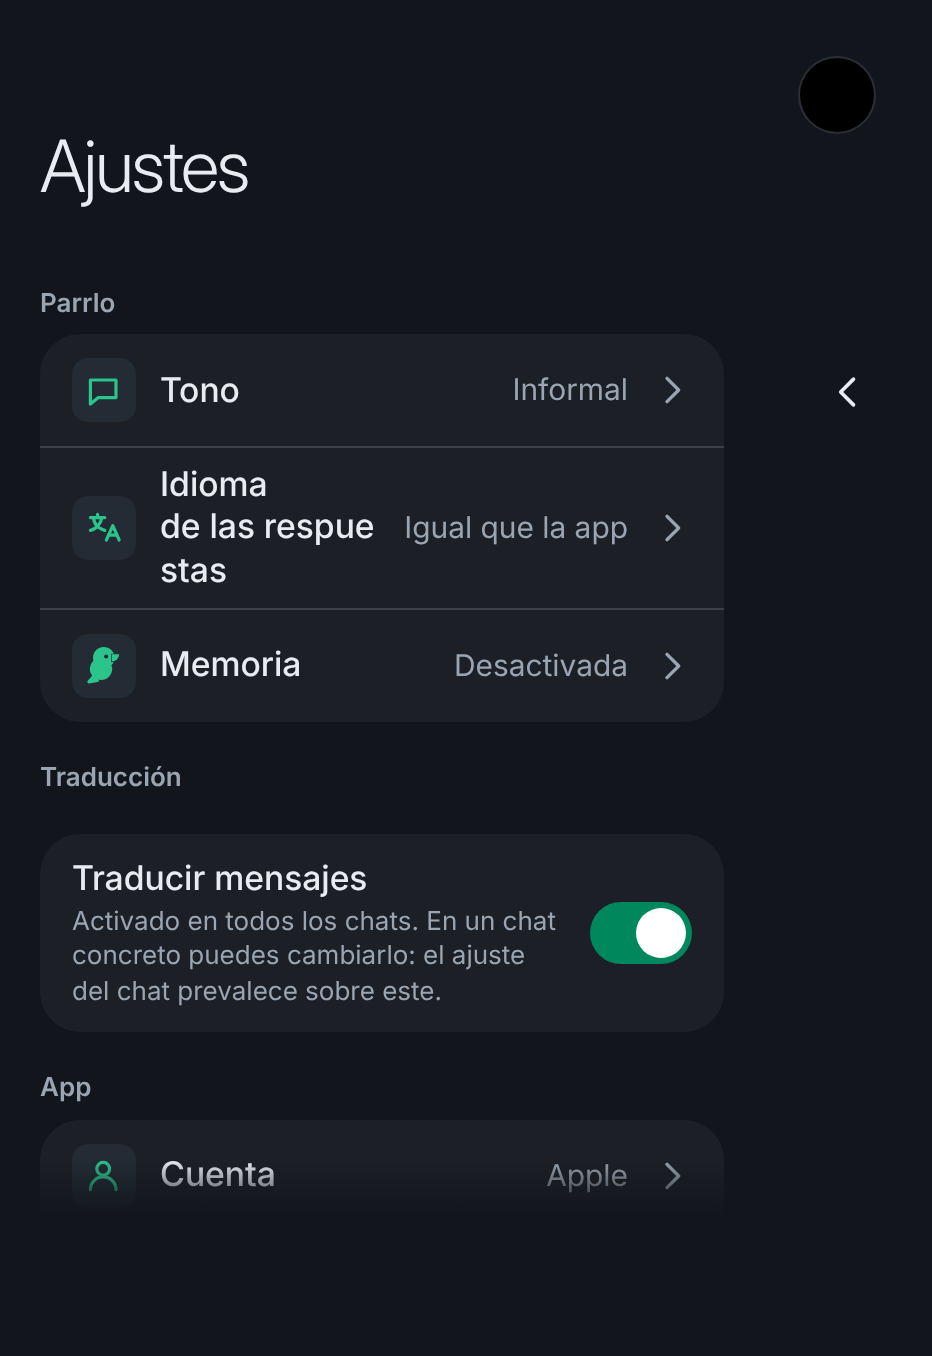 Ajustes
Parrlo
Tono
Informal
Idioma
de las respue
stas
Igual que la app
Memoria
Desactivada
Traducción
Traducir mensajes
Activado en todos los chats. En un chat
concreto puedes cambiarlo: el ajuste
del chat prevalece sobre este.
App
Cuenta
Apple